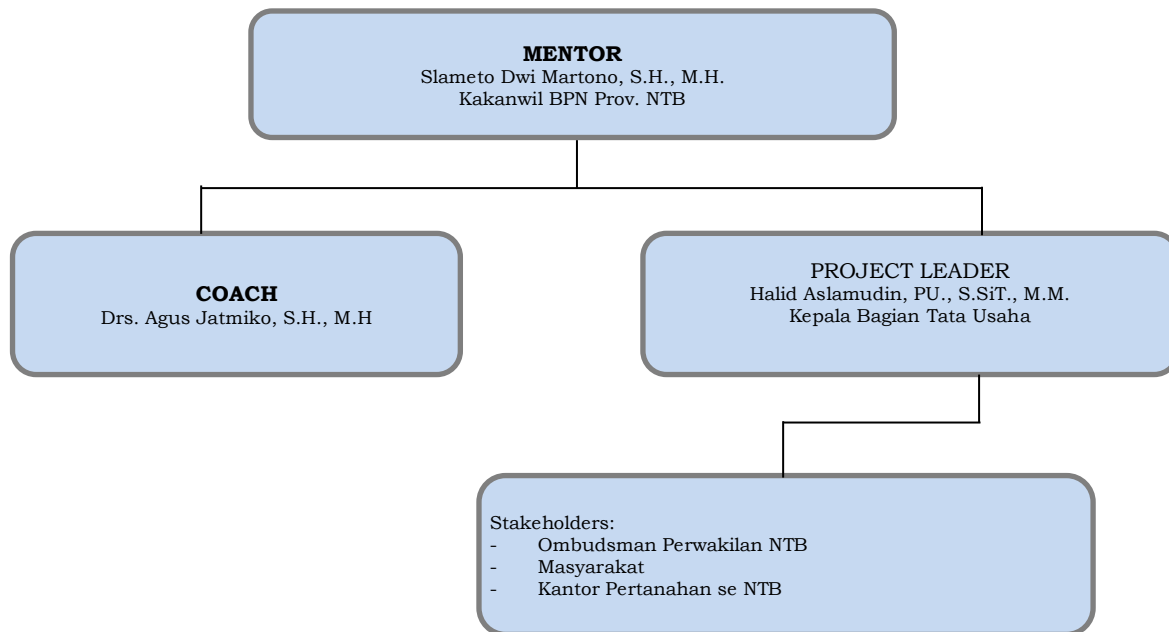 MENTOR
Slameto Dwi Martono, S.H., M.H.
Kakanwil BPN Prov. NTB
COACH
Drs. Agus Jatmiko, S.H., M.H
PROJECT LEADER
Halid Aslamudin, PU., S.SiT., M.M.
Kepala Bagian Tata Usaha
Stakeholders:
- Ombudsman Perwakilan NTB
- Masyarakat
- Kantor Pertanahan se NTB